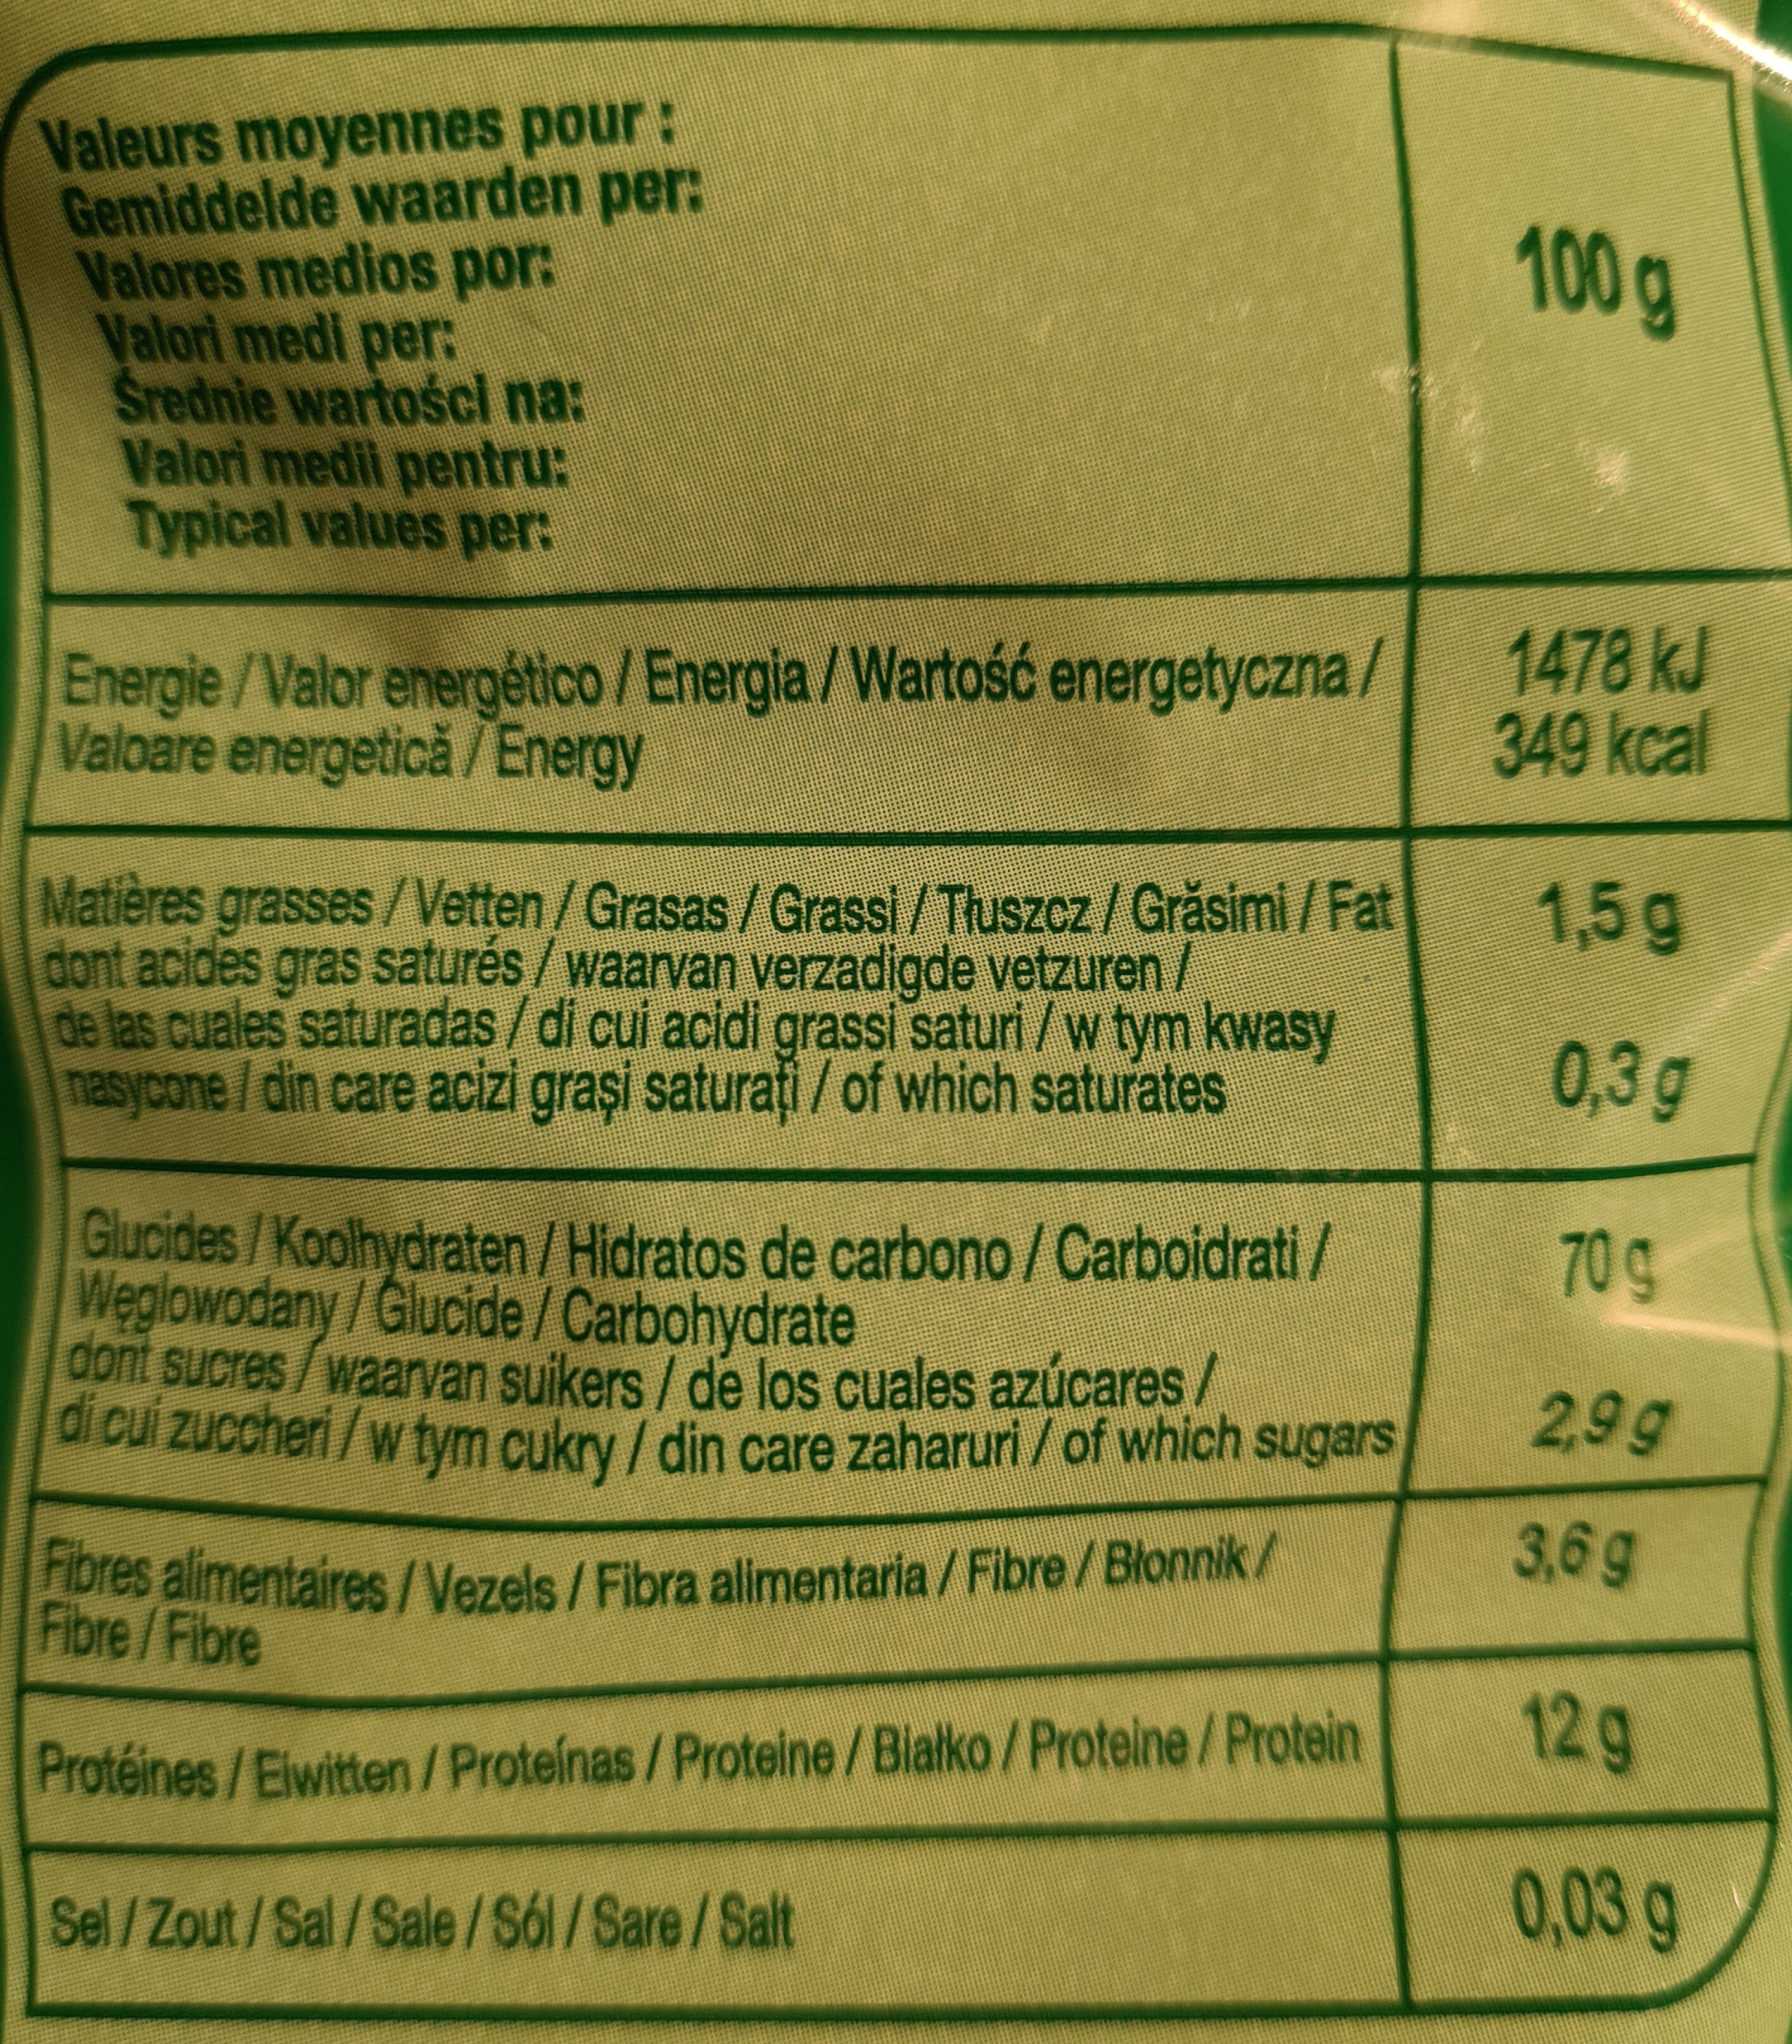 Valeurs moyennes pour :
Gemiddelde waarden per:
Valores medios por:
Valori medi per:
Średnie wartości na:
Valori medii pentru:
Typical values per:
100 g
Energie / Valor energético / Energia / Wartość energetyczna /
Valoare energetică / Energy
1478 kJ
349 kcal
Matières grasses / Vetten / Grasas / Grassi / Tłuszcz / Grăsimi / Fat
1,5 g
dont acides gras saturés / waarvan verzadigde vetzuren /
de las cuales saturadas / di cui acidi grassi saturi / w tym kwasy
nasycone / din care acizi grași saturați / of which saturates
0,3 g
Glucides / Koolhydraten / Hidratos de carbono / Carboidrati /
Węglowodany / Glucide / Carbohydrate
70 g
dont sucres / waarvan suikers / de los cuales azúcares /
di cui zuccheri / w tym cukry / din care zaharuri / of which sugars
2,9 g
Fibres alimentaires / Vezels / Fibra alimentaria / Fibre / Błonnik /
Fibre / Fibre
3,6 g
Protéines / Eiwitten / Proteínas / Proteine / Białko / Proteine / Protein
12 g
Sel / Zout / Sal / Sale / Sól / Sare / Salt
0,03 g